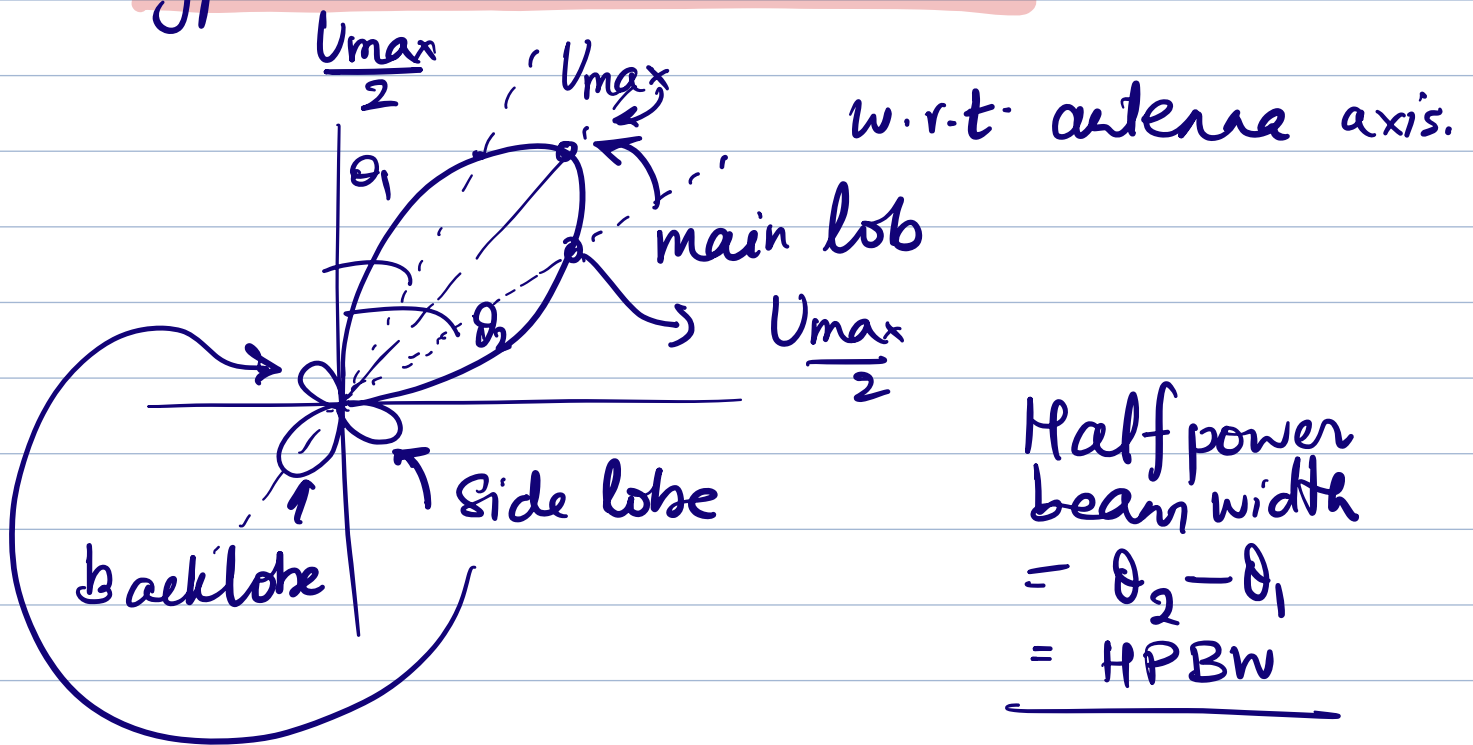 Umax
2
Umax
w.r.t. antenna axis.
θ1
main lob
θ2
Umax
2
Half power
beam width
side lobe
= θ2 - θ1
backlobe
= HPBW